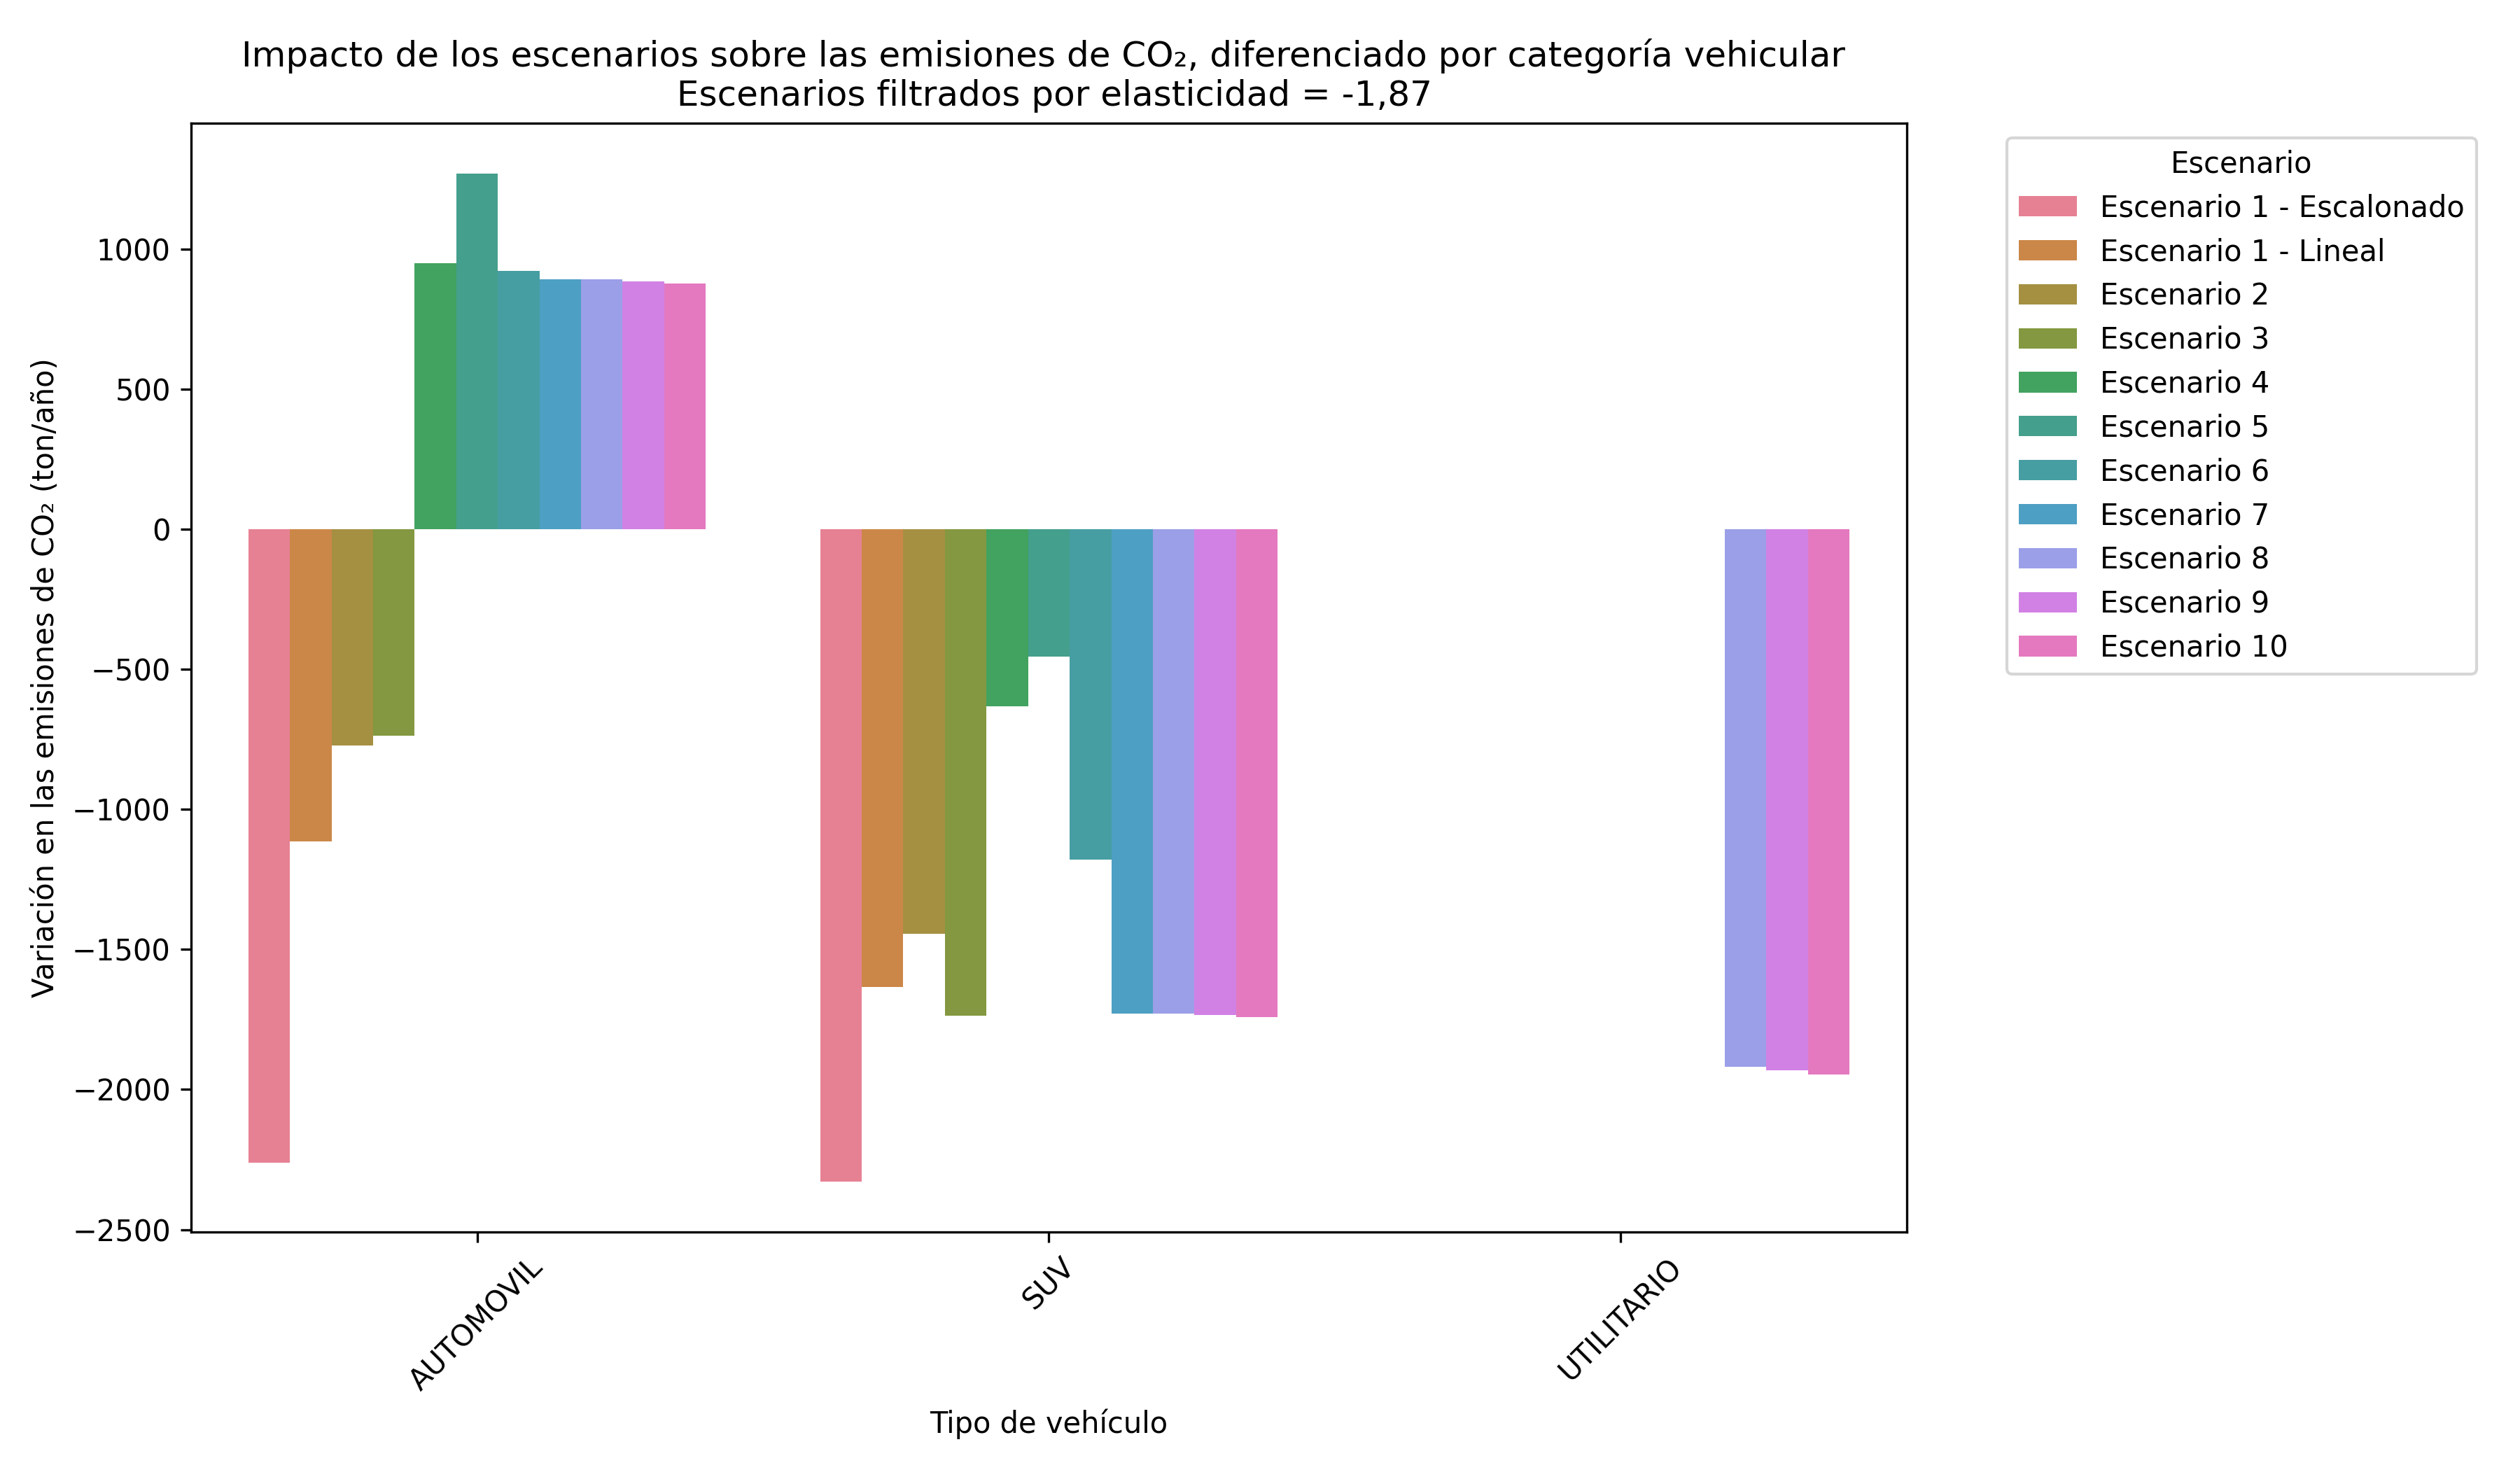 Impacto de los escenarios sobre las emisiones de CO₂, diferenciado por categoría vehicular
Escenarios filtrados por elasticidad = -1,87
Variación en las emisiones de CO₂ (ton/año)
1000
500
0
−500
−1000
−1500
−2000
−2500
AUTOMOVIL
SUV
UTILITARIO
Tipo de vehículo
Escenario
Escenario 1 - Escalonado
Escenario 1 - Lineal
Escenario 2
Escenario 3
Escenario 4
Escenario 5
Escenario 6
Escenario 7
Escenario 8
Escenario 9
Escenario 10